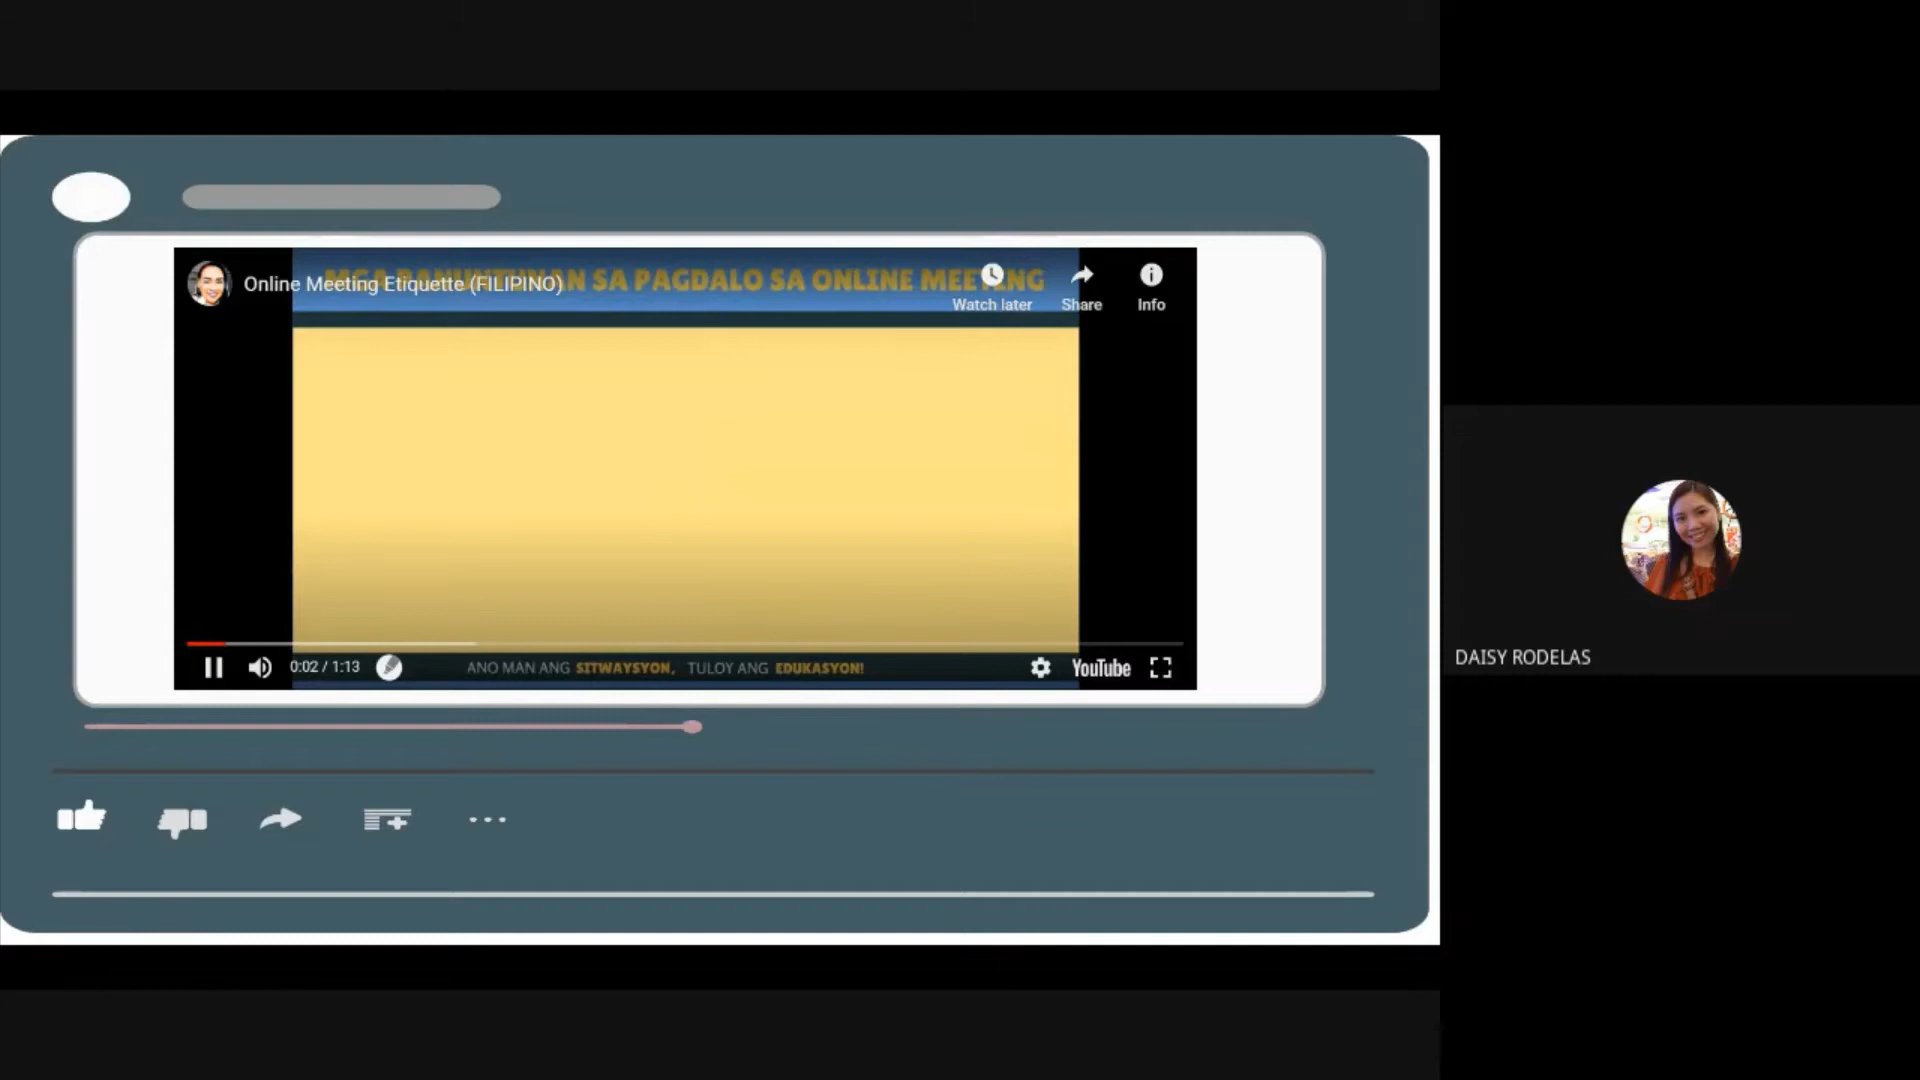 Online Meeting Etiquette (FILIPINO)
SA PAGDALO SA ONLINE MEETING
Watch later
Share
Info
0:02 / 1:13
ANO MAN ANG SITWAYSYON, TULOY ANG EDUKASYON!
YouTube
DAISY RODELAS